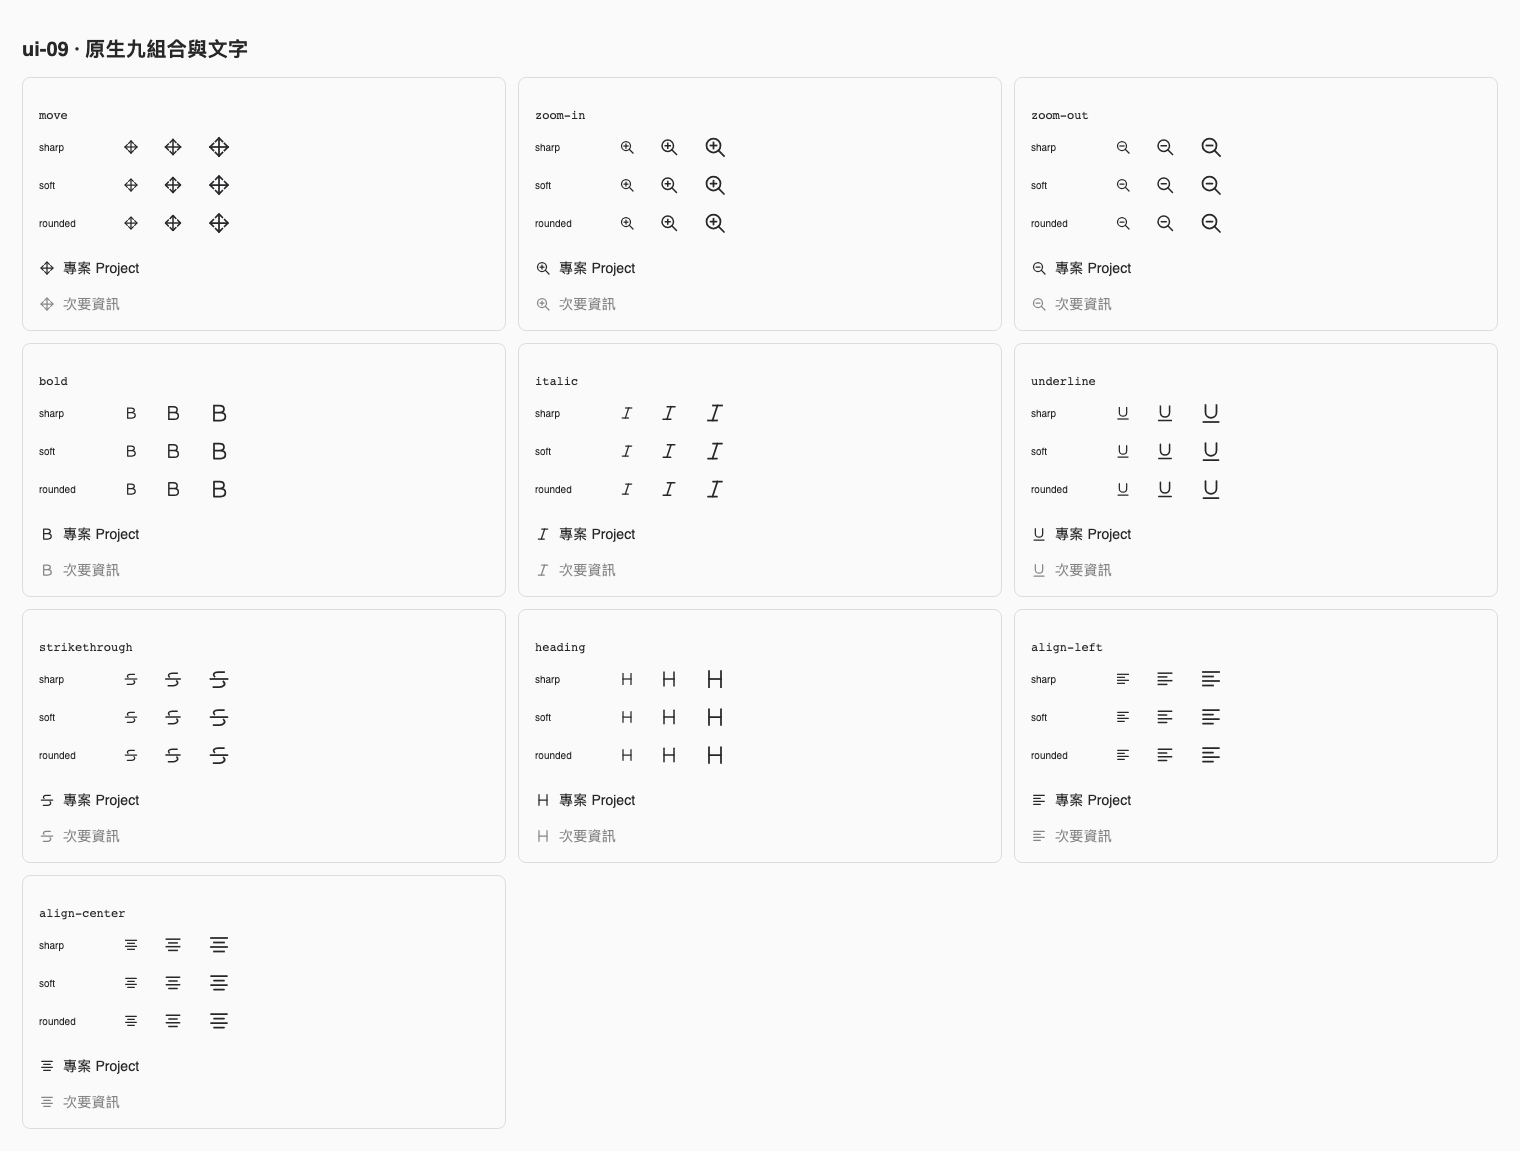 ui-09 · 原生九組合與文字
move
sharp
soft
rounded
專案 Project
次要資訊
zoom-in
sharp
soft
rounded
專案 Project
次要資訊
zoom-out
sharp
soft
rounded
專案 Project
次要資訊
bold
sharp
soft
rounded
專案 Project
次要資訊
italic
sharp
soft
rounded
專案 Project
次要資訊
underline
sharp
soft
rounded
專案 Project
次要資訊
strikethrough
sharp
soft
rounded
專案 Project
次要資訊
heading
sharp
soft
rounded
專案 Project
次要資訊
align-left
sharp
soft
rounded
專案 Project
次要資訊
align-center
sharp
soft
rounded
專案 Project
次要資訊